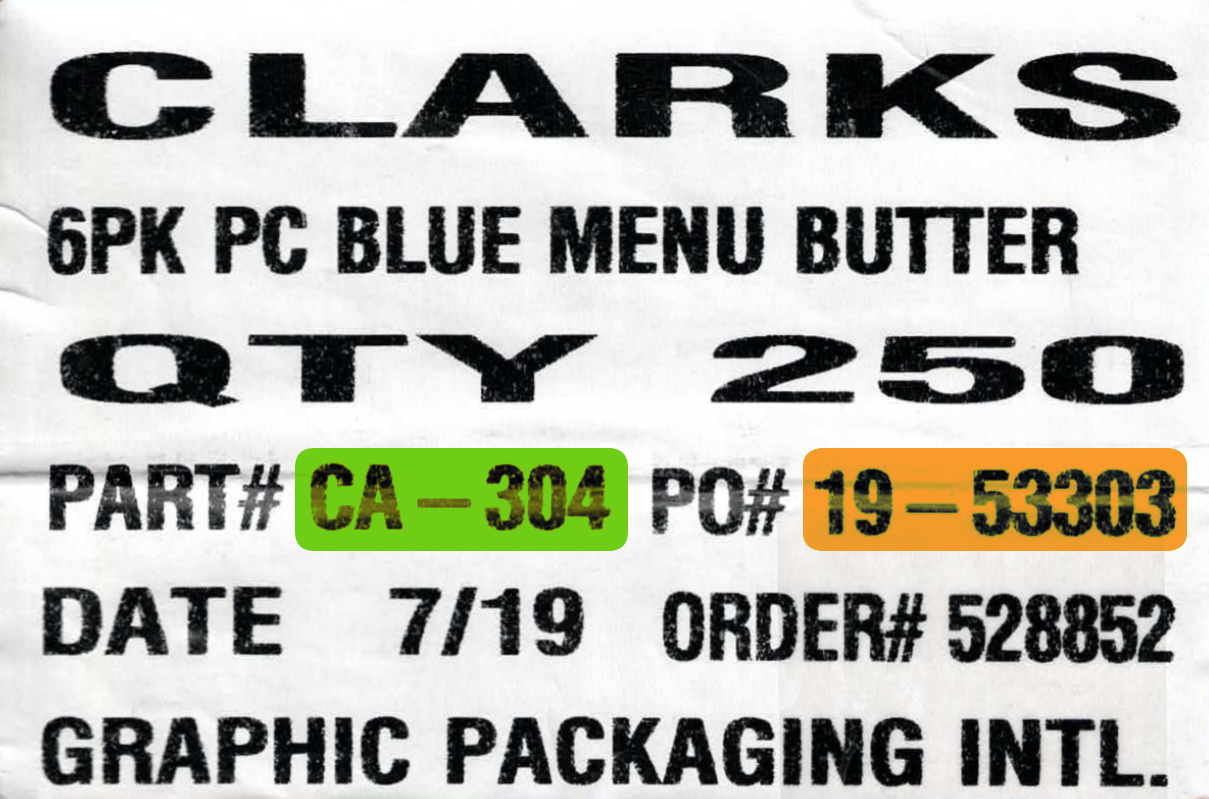 CLARKS
6PK PC BLUE MENU BUTTER
QTY 250
PART# CA – 304 PO# 19 – 53303
DATE 7/19 ORDER# 528852
GRAPHIC PACKAGING INTL.